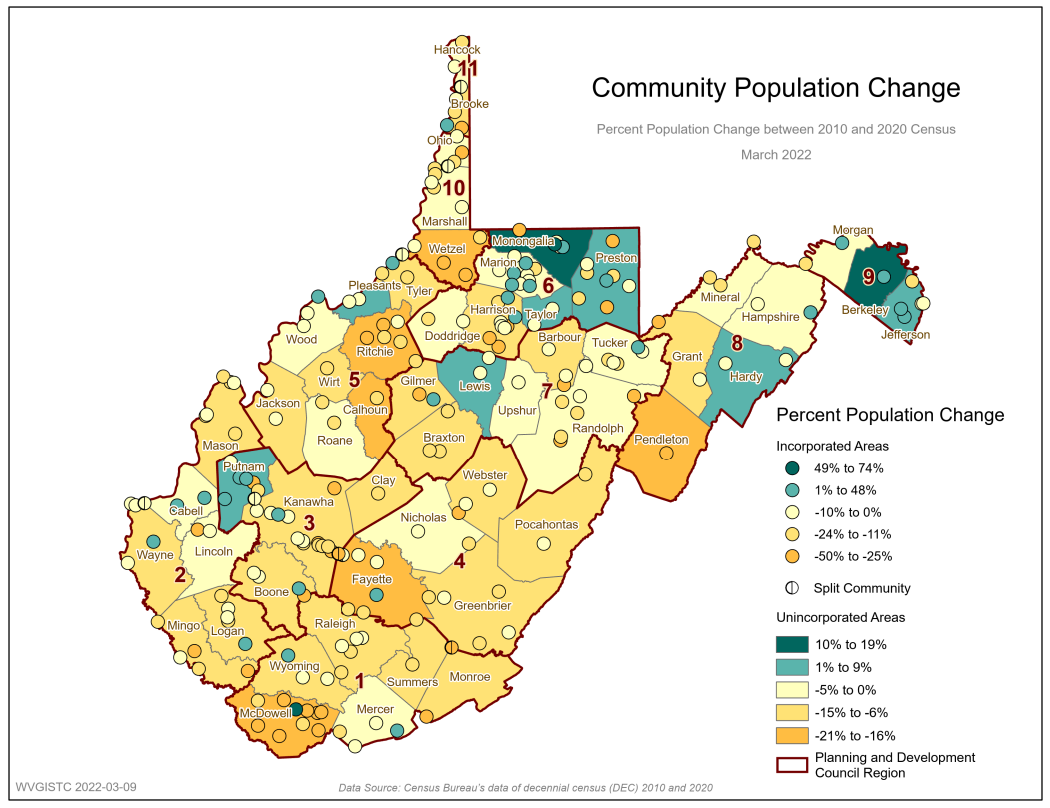 Community Population Change
Percent Population Change between 2010 and 2020 Census
March 2022
Hancock
11
Brooke
Ohio
10
Marshall
Wetzel
Monongalia
Marion
Preston
6
Morgan
9
Berkeley
Jefferson
Pleasants
Tyler
Mineral
Hampshire
Harrison
Taylor
Wood
Doddridge
Barbour
Tucker
8
Ritchie
Grant
Hardy
5
Wirt
Gilmer
Lewis
7
Jackson
Calhoun
Upshur
Roane
Randolph
Mason
Braxton
Pendleton
Putnam
Clay
Webster
Kanawha
Cabell
3
Nicholas
Pocahontas
Wayne
Lincoln
2
4
Fayette
Boone
Greenbrier
Mingo
Logan
Raleigh
Wyoming
1
Summers
Monroe
McDowell
Mercer
Percent Population Change
Incorporated Areas
49% to 74%
1% to 48%
-10% to 0%
-24% to -11%
-50% to -25%
Split Community
Unincorporated Areas
10% to 19%
1% to 9%
-5% to 0%
-15% to -6%
-21% to -16%
Planning and Development
Council Region
WVGISTC 2022-03-09
Data Source: Census Bureau's data of decennial census (DEC) 2010 and 2020